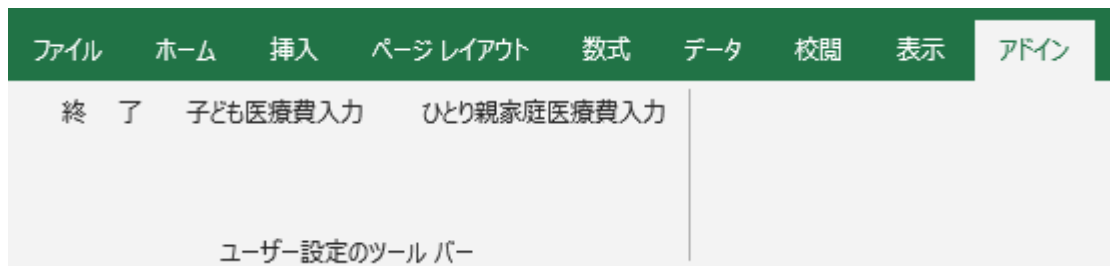 ファイル ホーム 挿入 ページ レイアウト 数式 データ 校閲 表示 アドイン
終 了 子ども医療費入力 ひとり親家庭医療費入力
ユーザー設定のツール バー